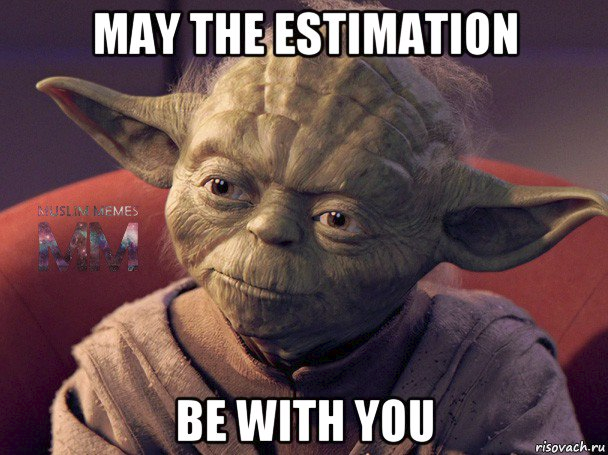 MAY THE ESTIMATION
MUSLIM MEMES
MM
BE WITH YOU
risovach.ru